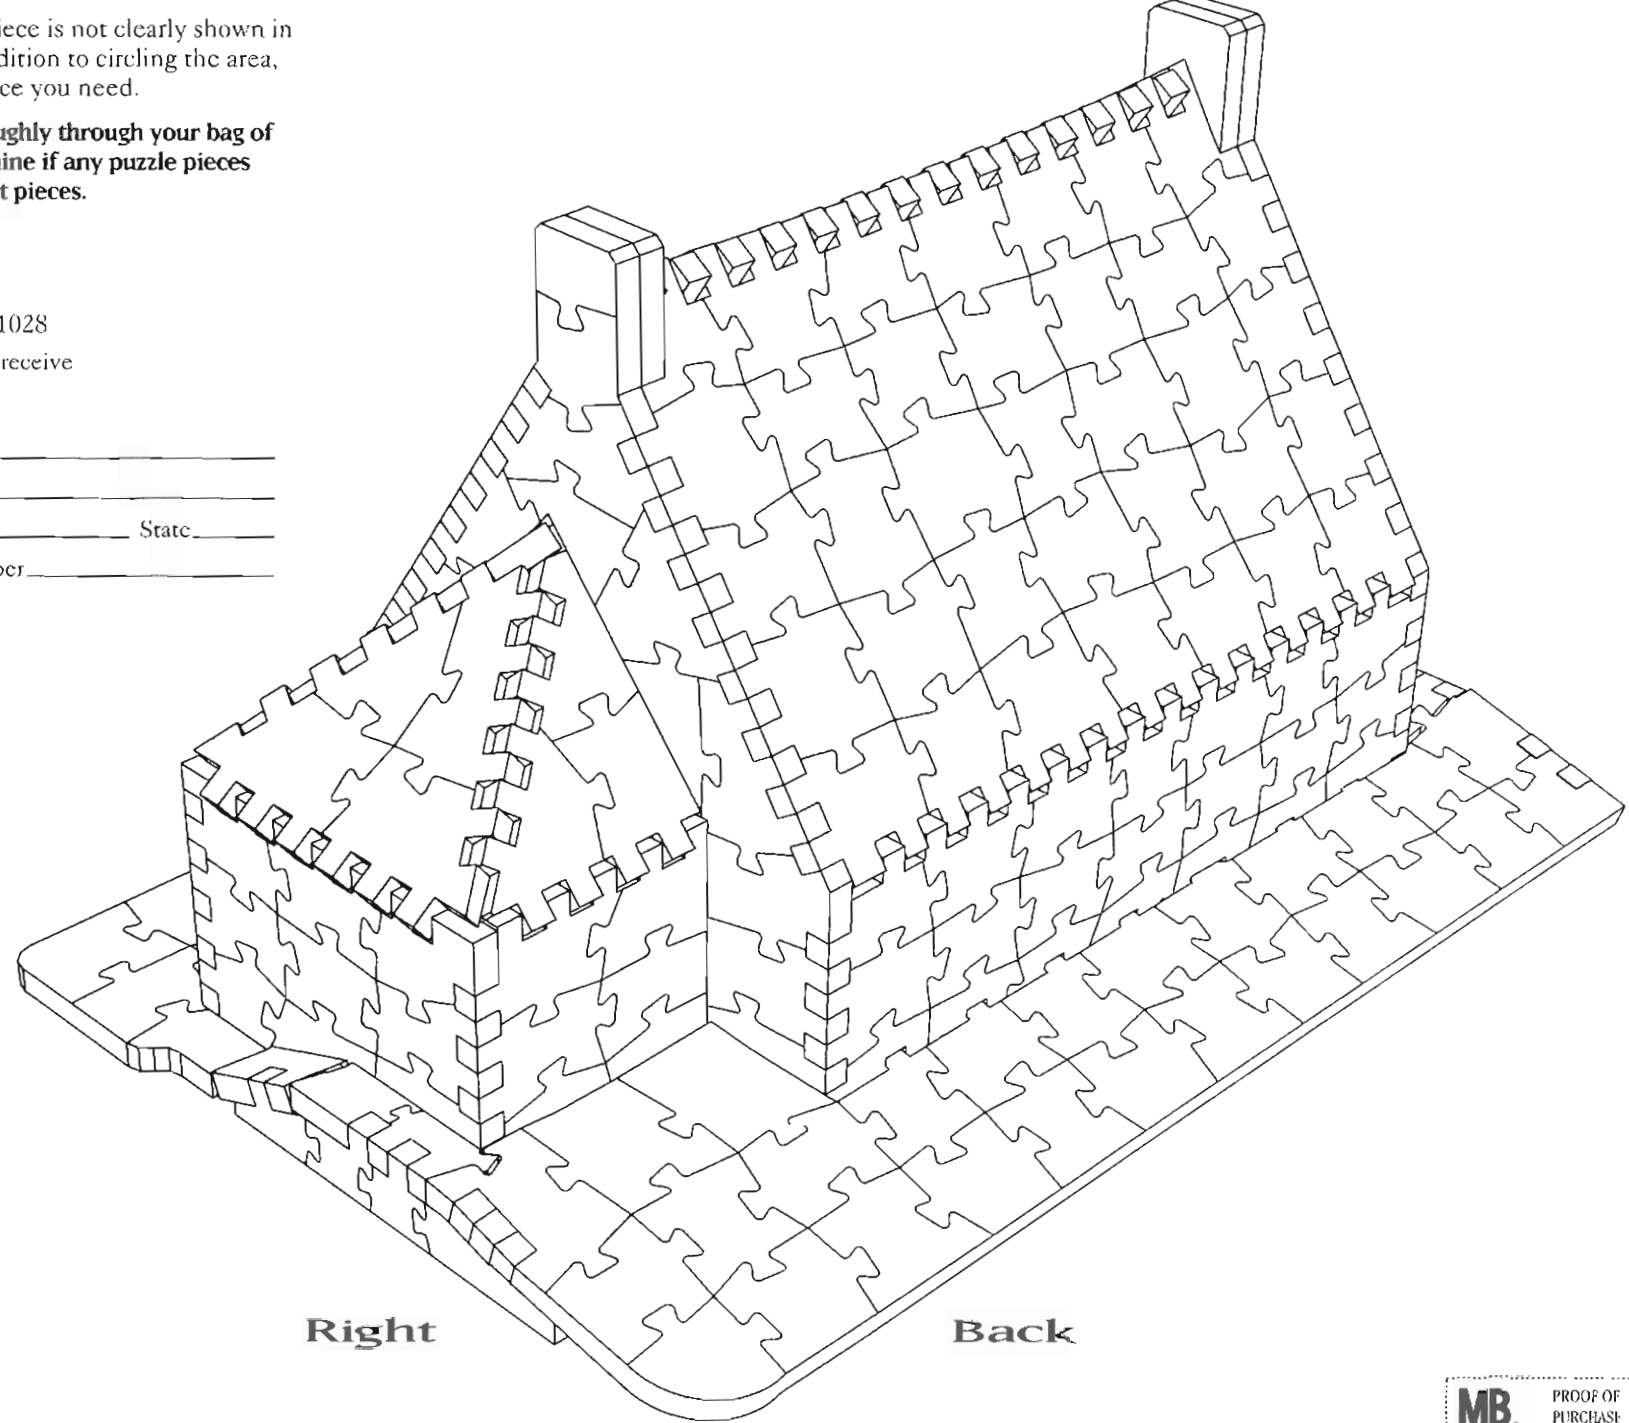 iece is not clearly shown in
dition to circling the area,
ce you need.
ughly through your bag of
ine if any puzzle pieces
t pieces.
1028
receive
State
ber
Right
Back
MB
PROOF OF
PURCHASE